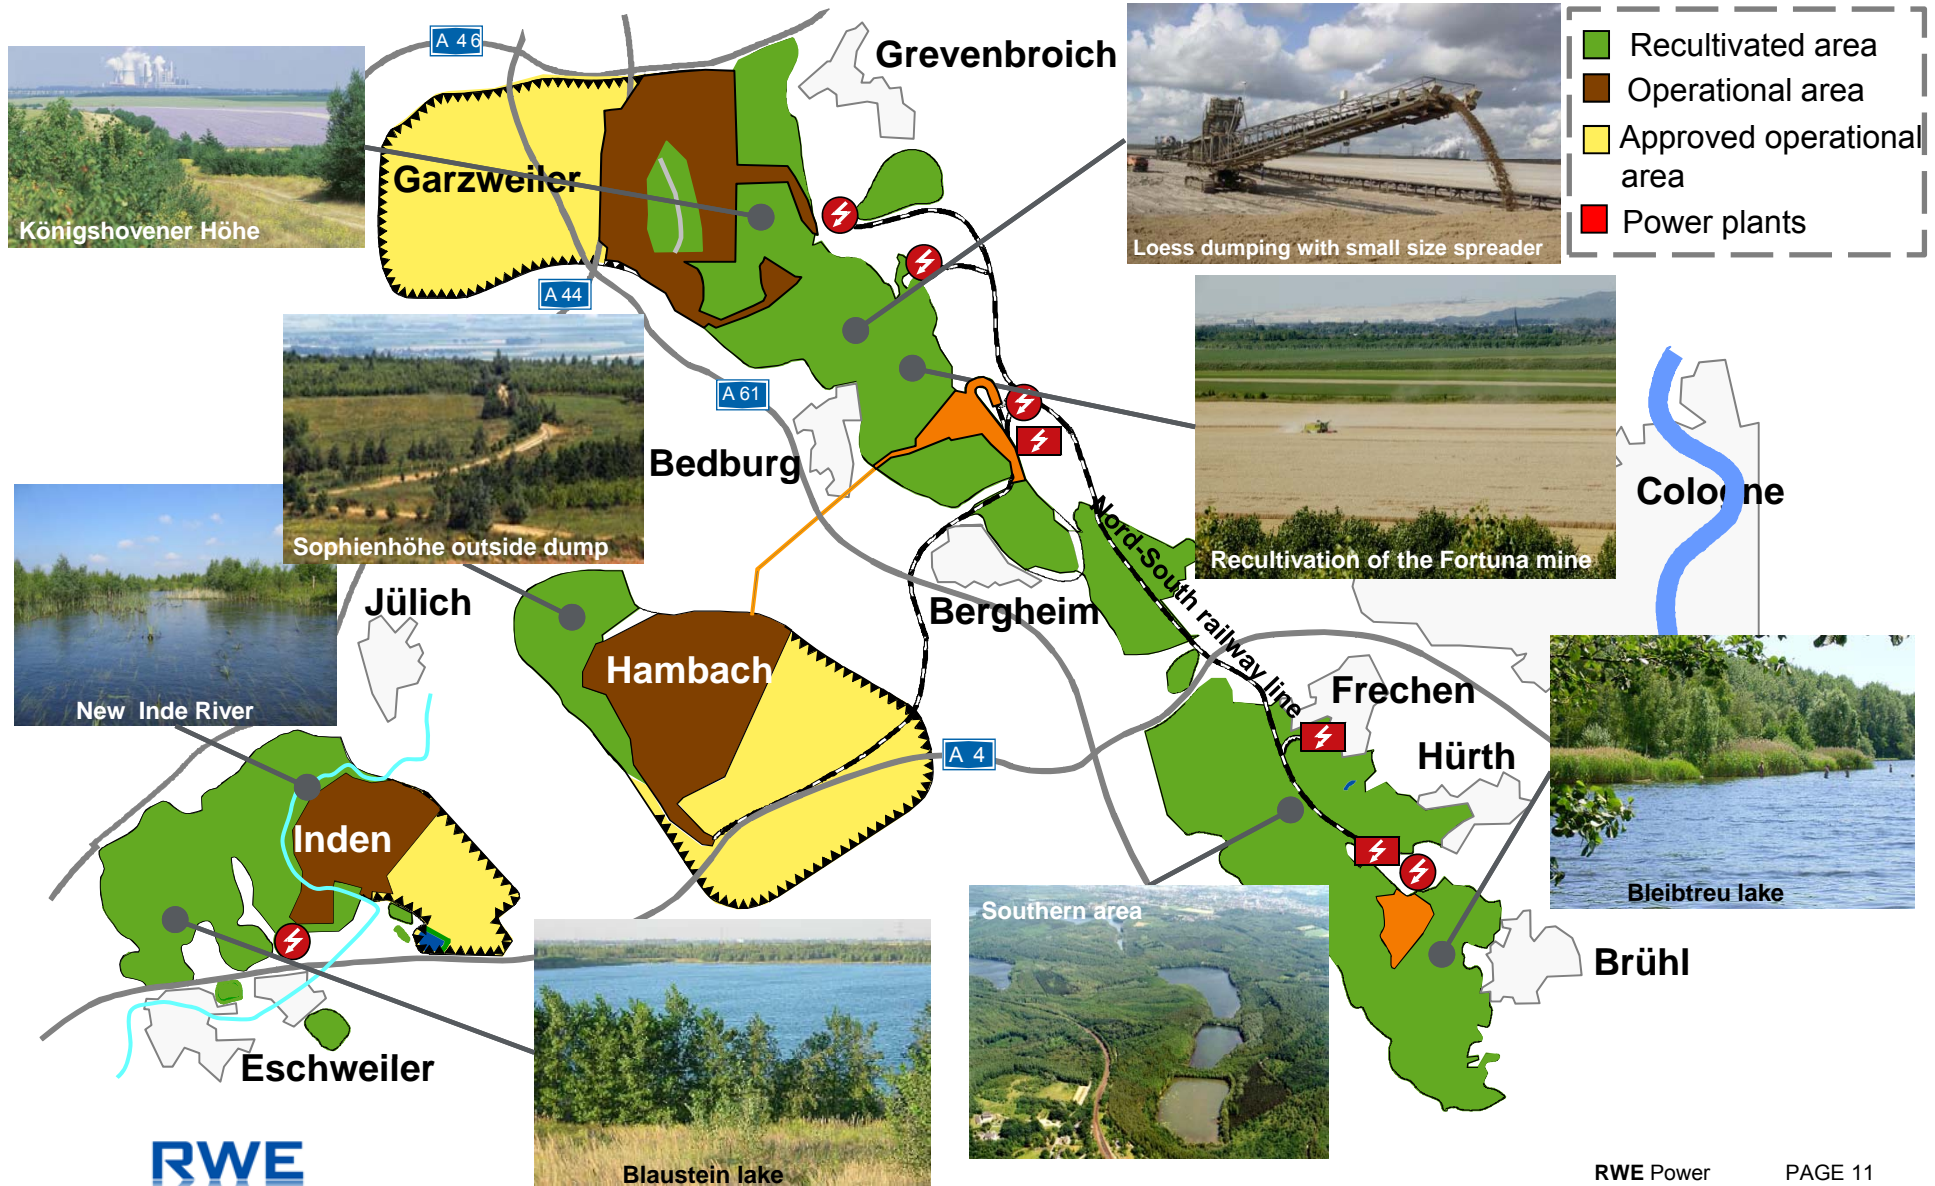 A 46
Grevenbroich
Recultivated area
Operational area
Approved operational
area
Power plants
Garzweiler
Königshovener Höhe
Loess dumping with small size spreader
A 44
A 61
Bedburg
Cologne
Sophienhöhe outside dump
Recultivation of the Fortuna mine
Nord-South railway line
Jülich
Bergheim
Hambach
Frechen
New Inde River
A 4
Hürth
Inden
Bleibtreu lake
Southern area
Brühl
Eschweiler
Blaustein lake
RWE
RWE Power
PAGE 11